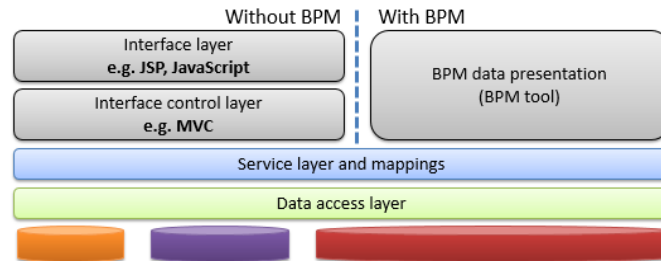 Without BPM
With BPM
Interface layer
e.g. JSP, JavaScript
Interface control layer
e.g. MVC
BPM data presentation
(BPM tool)
Service layer and mappings
Data access layer